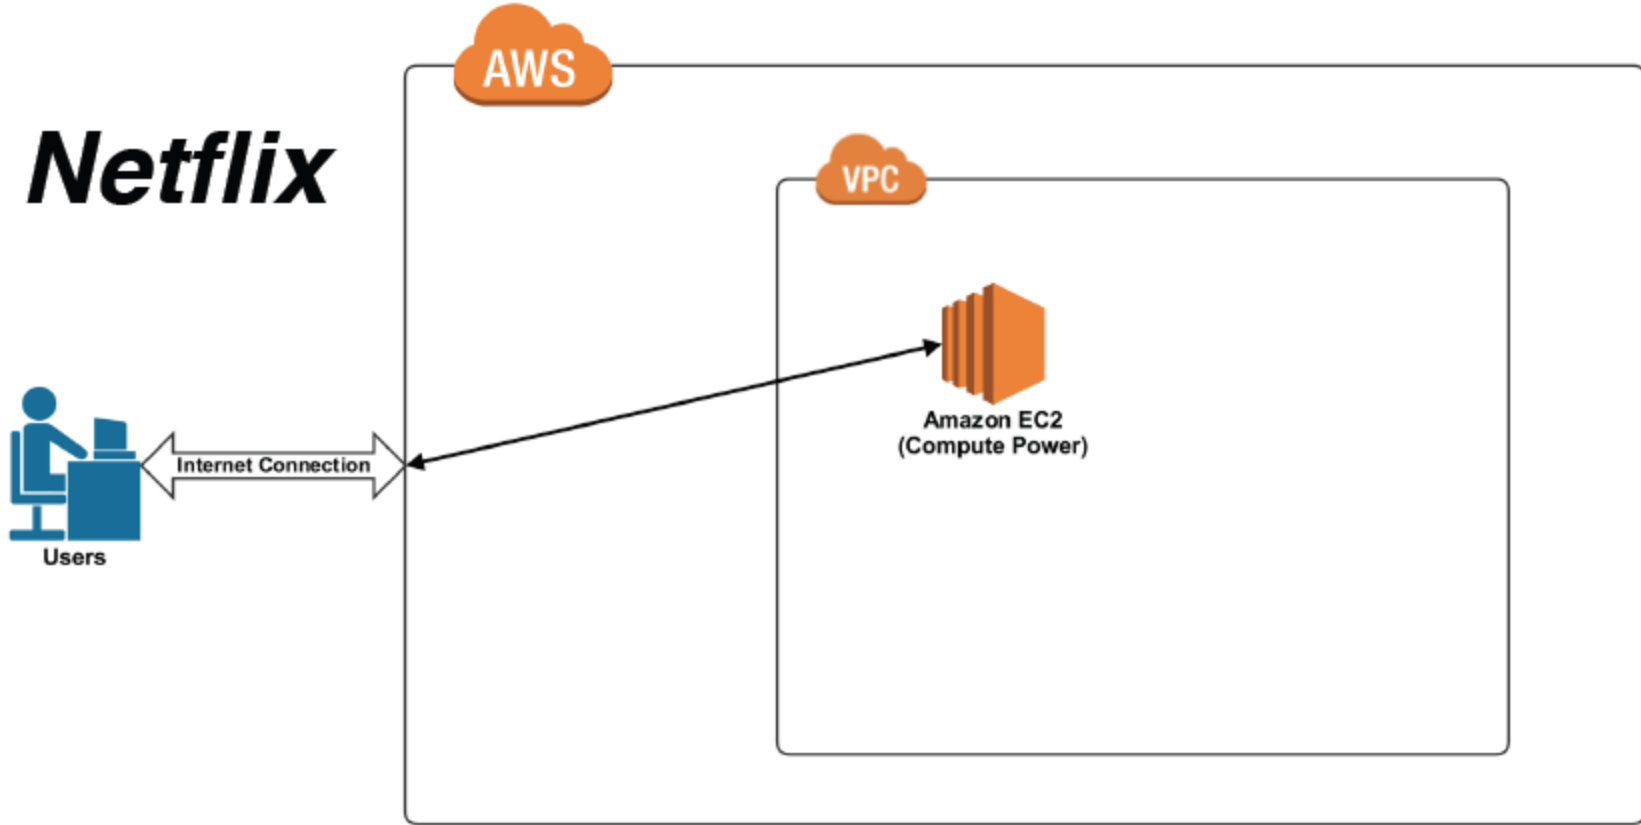 AWS
Netflix
VPC
Amazon EC2
(Compute Power)
Internet Connection
Users